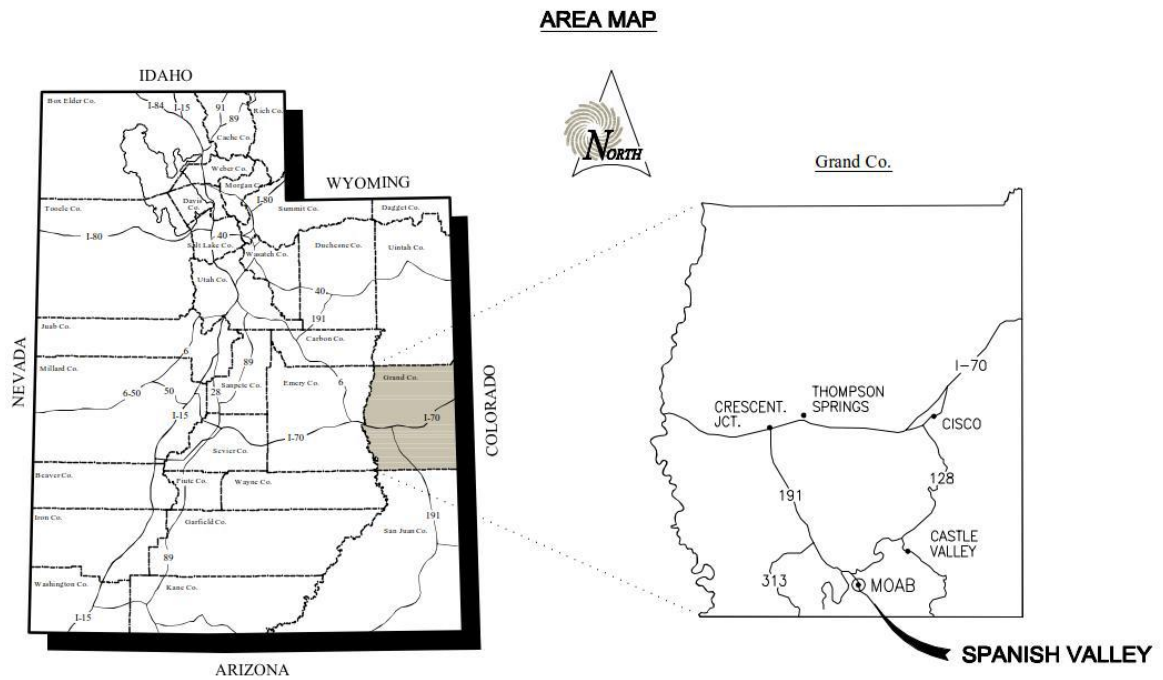 AREA MAP
IDAHO
Box Elder Co.
I-84
I-15
91
89
Rich Co.
Cache Co.
Weber Co.
Morgan Co.
WYOMING
Davis
Co.
I-80
Tooele Co.
Summit Co.
Dagget Co.
I-80
40
Salt Lake Co.
Wasatch Co.
Duchesne Co.
Uintah Co.
Utah Co.
40
191
Juab Co.
Carbon Co.
6
89
Millard Co.
Sanpete Co.
Emery Co.
6
Grand Co.
6-50
50
28
I-15
I-70
I-70
NEVADA
COLORADO
Sevier Co.
Beaver Co.
Piute Co.
Wayne Co.
Iron Co.
Garfield Co.
191
San Juan Co.
89
Washington Co.
Kane Co.
I-15
ARIZONA
NORTH
Grand Co.
I-70
THOMPSON
SPRINGS
CRESCENT.
JCT.
CISCO
191
128
CASTLE
VALLEY
313
MOAB
SPANISH VALLEY